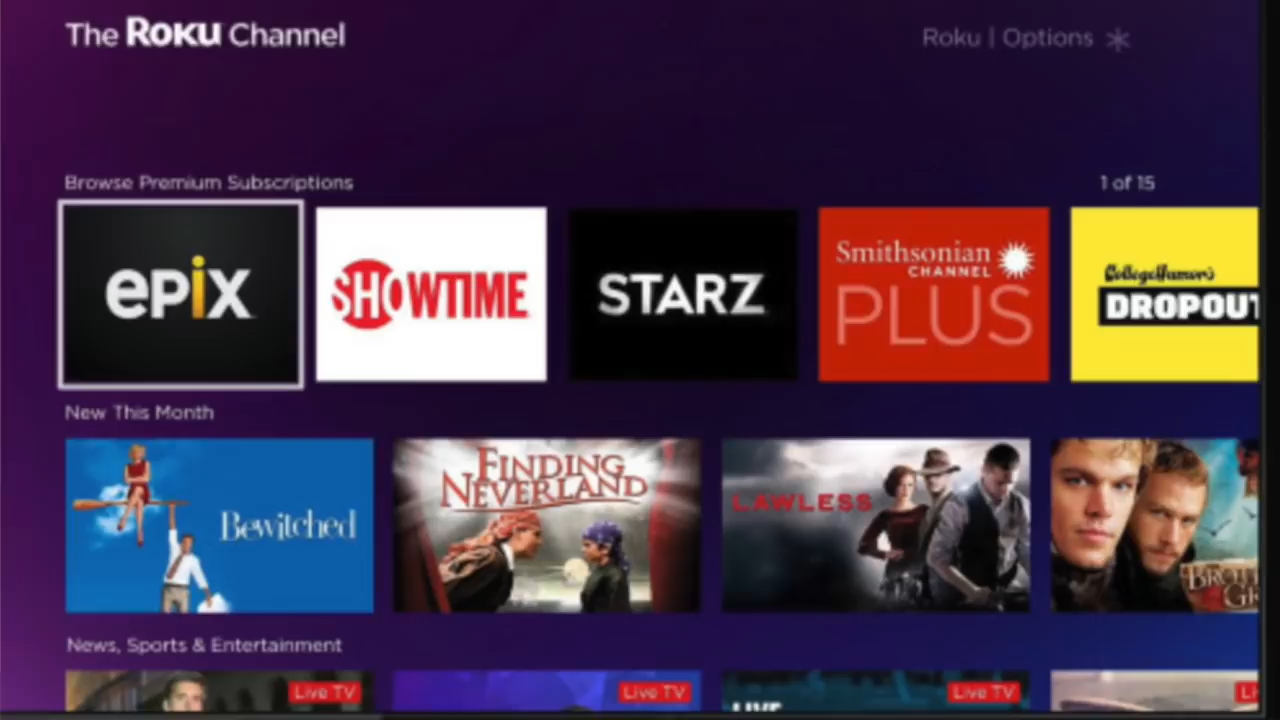 The Roku Channel
Roku | Options
Browse Premium Subscriptions
1 of 15
epix
SHOWTIME
STARZ
Smithsonian
CHANNEL
PLUS
CollegeHumor's
DROPOUT
New This Month
Bewitched
FINDING
NEVERLAND
LAWLESS
News, Sports & Entertainment
Live TV
Live TV
LIVE
Live TV